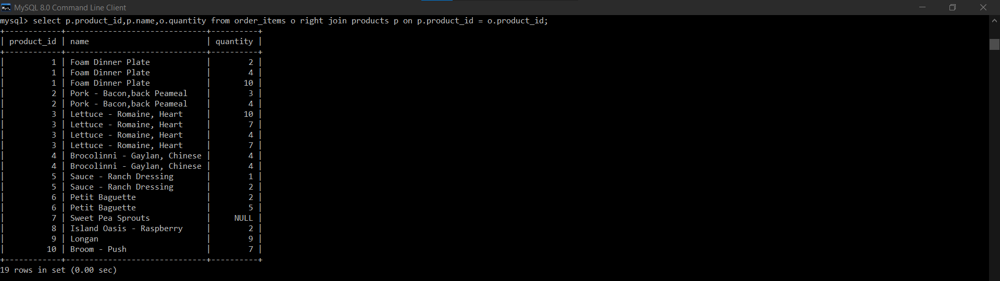 MySQL 8.0 Command Line Client
mysql> select p.product_id,p.name,o.quantity from order_items o right join products p on p.product_id = o.product_id;
+------------+------------------------------+----------+
| product_id | name                         | quantity |
+------------+------------------------------+----------+
|          1 | Foam Dinner Plate            |        2 |
|          1 | Foam Dinner Plate            |        4 |
|          1 | Foam Dinner Plate            |       10 |
|          2 | Pork - Bacon,back Peameal    |        3 |
|          2 | Pork - Bacon,back Peameal    |        4 |
|          3 | Lettuce - Romaine, Heart     |       10 |
|          3 | Lettuce - Romaine, Heart     |        7 |
|          3 | Lettuce - Romaine, Heart     |        4 |
|          3 | Lettuce - Romaine, Heart     |        7 |
|          4 | Brocolinni - Gaylan, Chinese |        4 |
|          4 | Brocolinni - Gaylan, Chinese |        4 |
|          5 | Sauce - Ranch Dressing       |        1 |
|          5 | Sauce - Ranch Dressing       |        2 |
|          6 | Petit Baguette               |        2 |
|          6 | Petit Baguette               |        5 |
|          7 | Sweet Pea Sprouts            |     NULL |
|          8 | Island Oasis - Raspberry     |        2 |
|          9 | Longan                       |        9 |
|         10 | Broom - Push                 |        7 |
+------------+------------------------------+----------+
19 rows in set (0.00 sec)